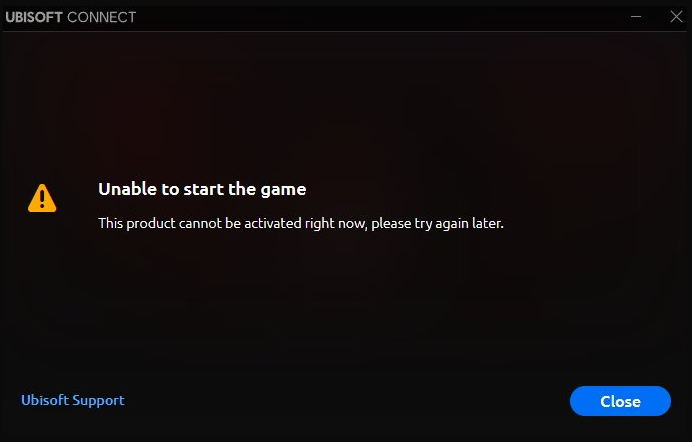 UBISOFT CONNECT
Unable to start the game
This product cannot be activated right now, please try again later.
Ubisoft Support
Close